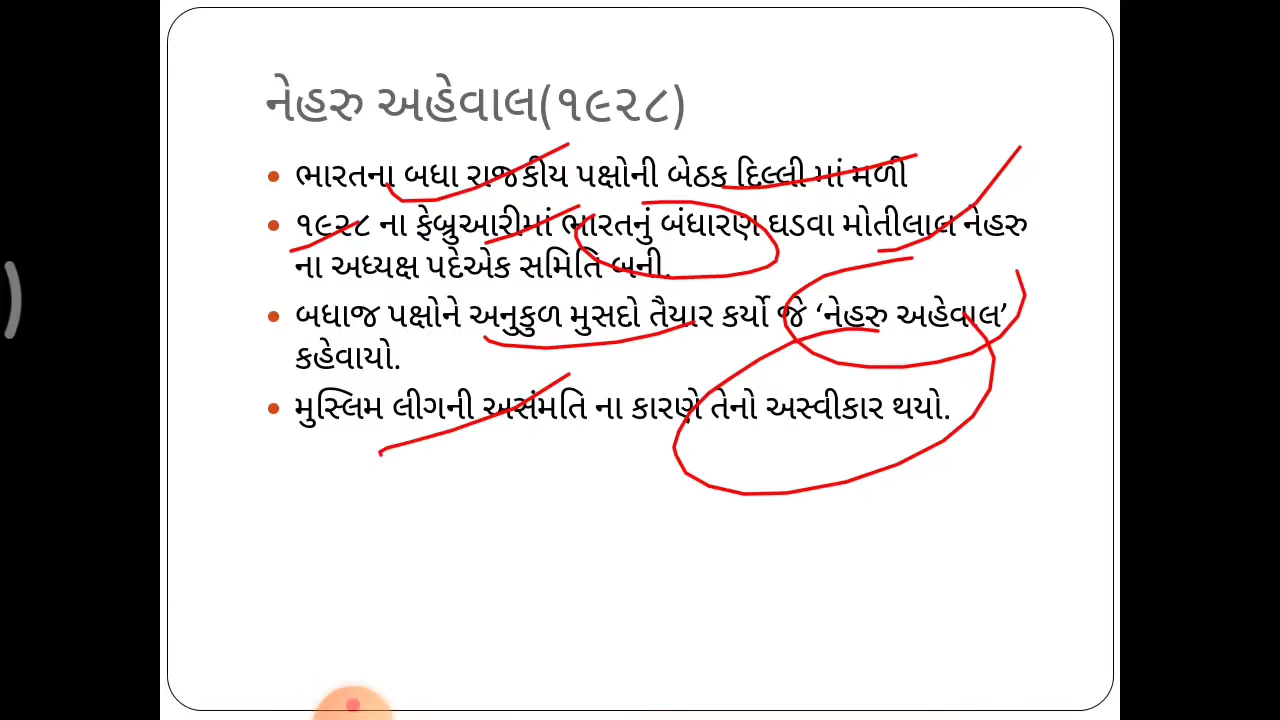 નેહરુ અહેવાલ(૧૯૨૮)
ભારતના બધા રાજકીય પક્ષોની બેઠક દિલ્લી માં મળી
૧૯૨૮ ના ફેબ્રુઆરીમાં ભારતનું બંધારણ ઘડવા મોતીલાલ નેહરુ
ના અધ્યક્ષ પદેએક સમિતિ બની.
બધાજ પક્ષોને અનુકુળ મુસદો તૈયાર કર્યો જે ‘નેહરુ અહેવાલ’
કહેવાયો.
મુસ્લિમ લીગની અસંમતિ ના કારણે તેનો અસ્વીકાર થયો.